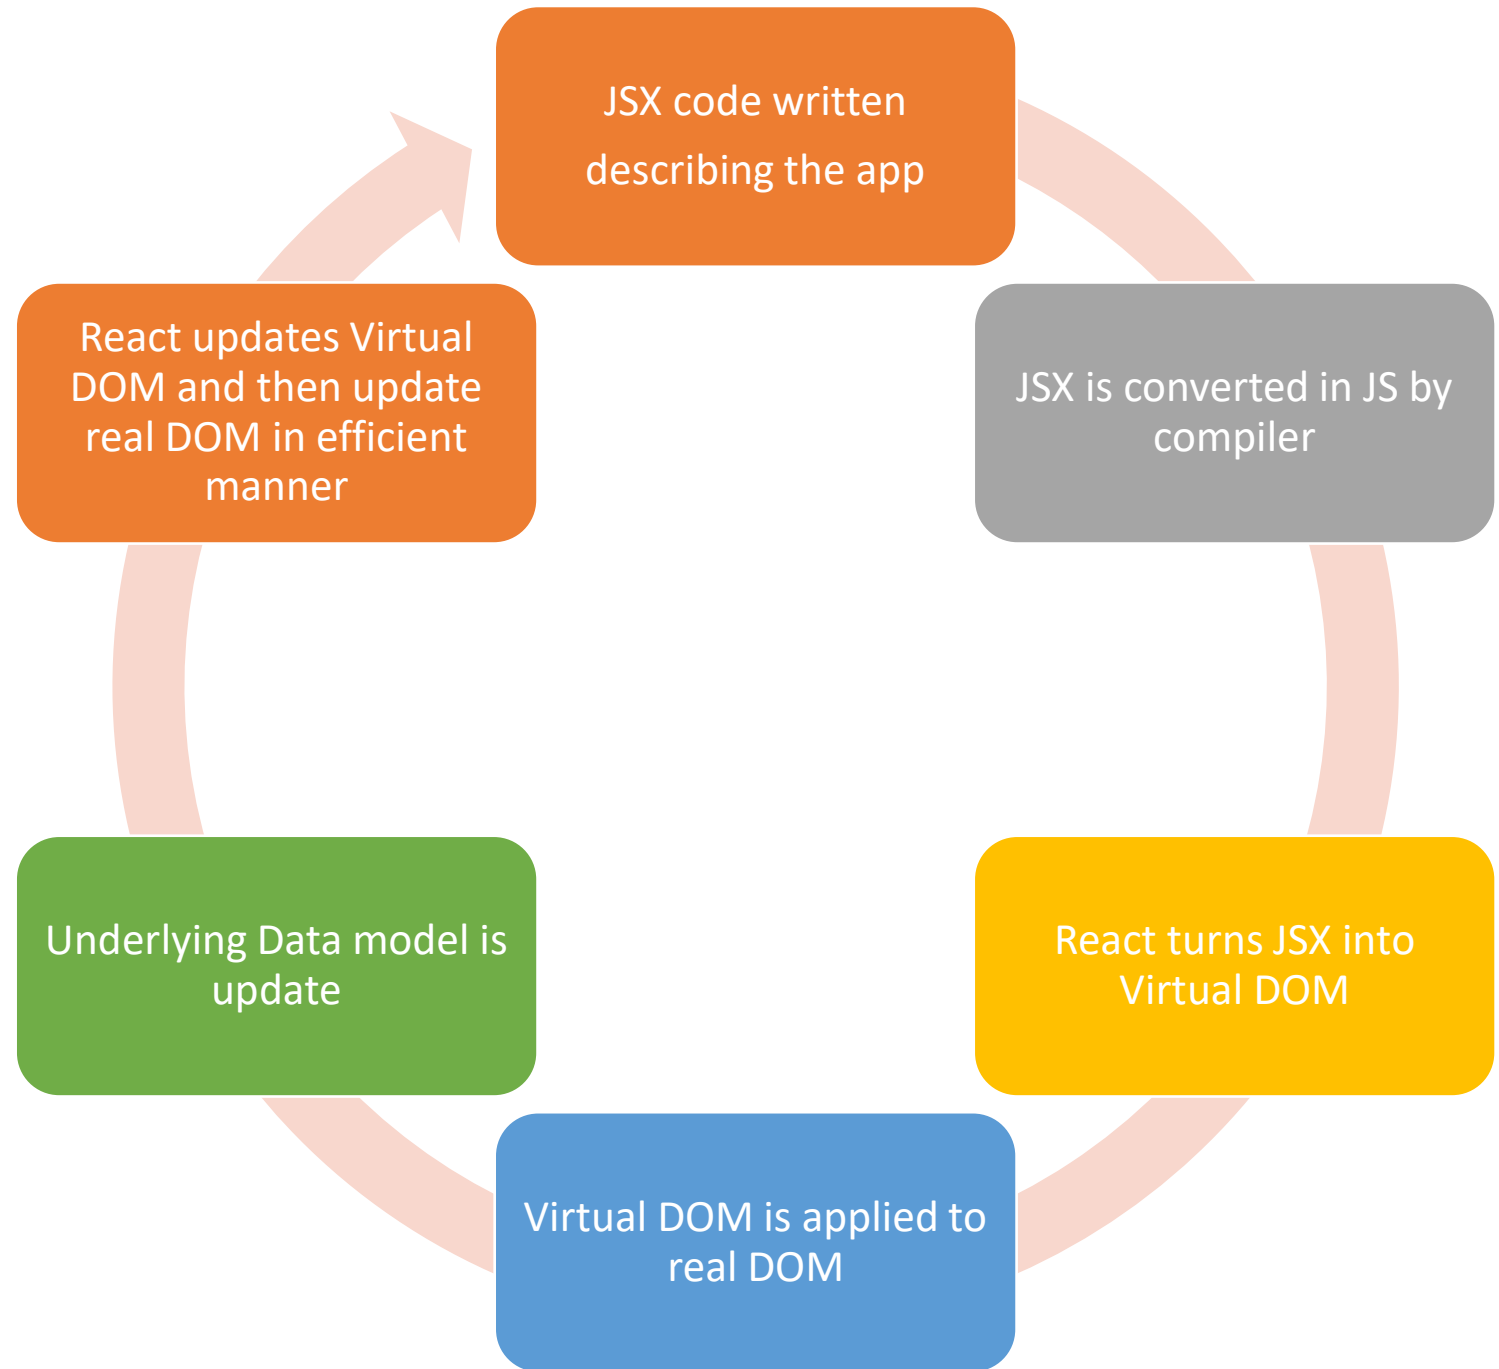 JSX code written
describing the app
JSX is converted in JS by
compiler
React turns JSX into
Virtual DOM
Virtual DOM is applied to
real DOM
Underlying Data model is
update
React updates Virtual
DOM and then update
real DOM in efficient
manner